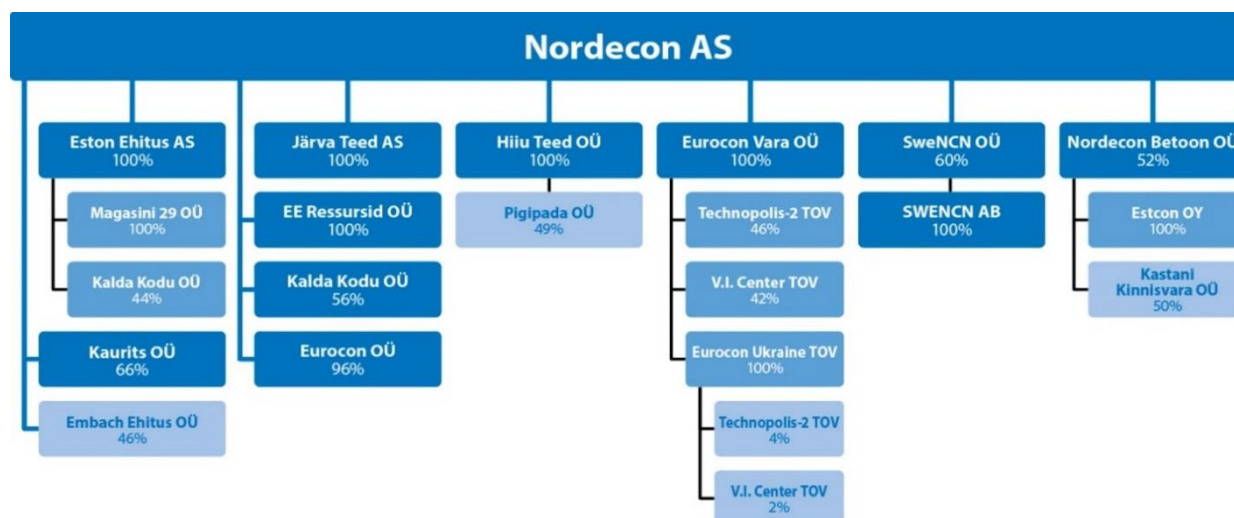 Nordecon AS
Eston Ehitus AS
100%
Magasini 29 OÜ
100%
Kalda Kodu OÜ
44%
Kaurits OÜ
66%
Embach Ehitus OÜ
46%
Järva Teed AS
100%
EE Ressursid OÜ
100%
Kalda Kodu OÜ
56%
Eurocon OÜ
96%
Hiiu Teed OÜ
100%
Pigipada OÜ
49%
Eurocon Vara OÜ
100%
Technopolis-2 TOV
46%
V.I. Center TOV
42%
Eurocon Ukraine TOV
100%
Technopolis-2 TOV
4%
V.I. Center TOV
2%
SweNCN OÜ
60%
SWENCN AB
100%
Nordecon Betoon OÜ
52%
Estcon OY
100%
Kastani
Kinnisvara OÜ
50%